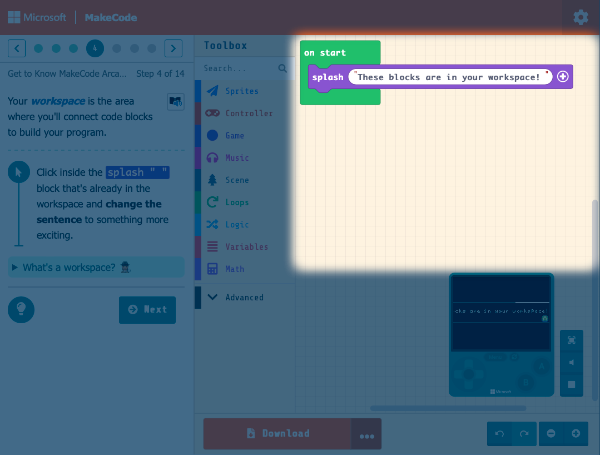 Microsoft | MakeCode
Get to Know MakeCode Arca... Step 4 of 14
Your workspace is the area
where you'll connect code blocks
to build your program.
Click inside the splash " "
block that's already in the
workspace and change the
sentence to something more
exciting.
What's a workspace?
Next
Toolbox
Search...
Sprites
Controller
Game
Music
Scene
Loops
Logic
Variables
Math
Advanced
on start
splash "These blocks are in your workspace!"
Download